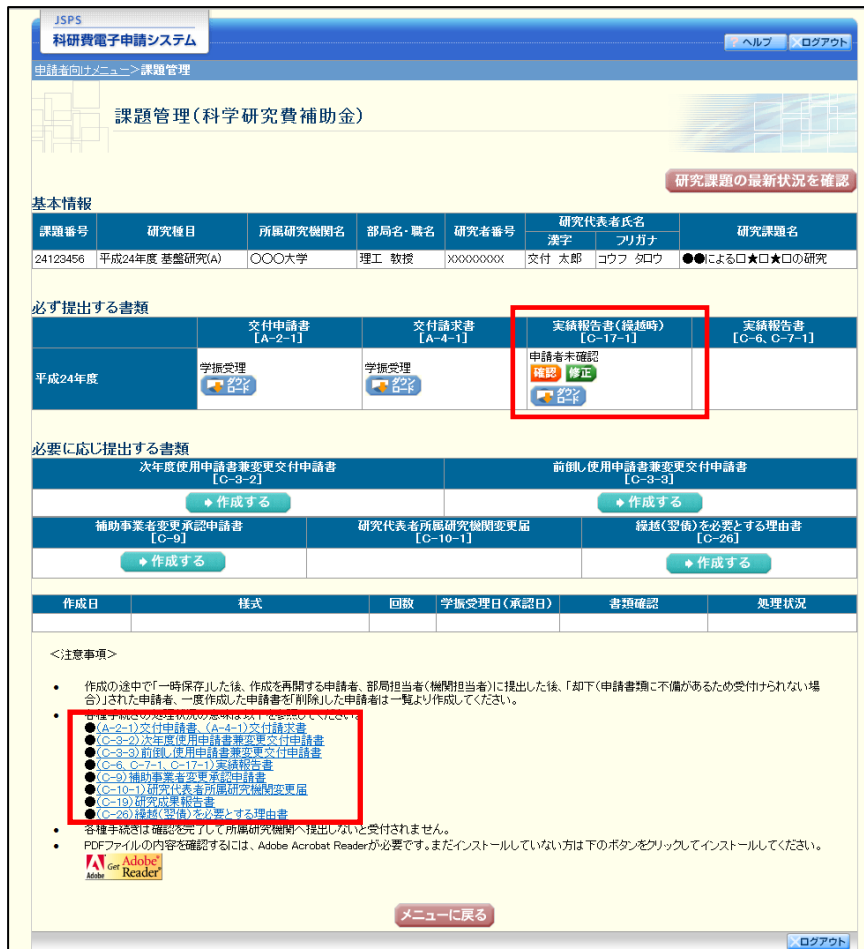 JSPS
科研費電子申請システム
? ヘルプ
×ログアウト
申請者向けメニュー>課題管理
課題管理(科学研究費補助金)
研究課題の最新状況を確認
基本情報
課題番号 研究種目 所属研究機関名 部局名・職名 研究者番号 研究代表者氏名 研究課題名
漢字 フリガナ
24123456 平成24年度 基盤研究(A) 〇〇〇大学 理工 教授 XXXXXXXXX 交付 太郎 コウフ タロウ ●●による□★□★□の研究
必ず提出する書類
交付申請書 交付請求書 実績報告書(繰越時) 実績報告書
[A-2-1] [A-4-1] [C-17-1] [C-6、C-7-1]
平成24年度 学振受理 学振受理 申請者未確認
確認 修正
ダウンロード ダウンロード ダウンロード
必要に応じ提出する書類
次年度使用申請書兼変更交付申請書 前倒し使用申請書兼変更交付申請書
[C-3-2] [C-3-3]
作成する 作成する
補助事業者変更承認申請書 研究代表者所属研究機関変更届 繰越(翌債)を必要とする理由書
[C-9] [C-10-1] [C-26]
作成する 作成する
作成日 様式 回数 学振受理日(承認日) 書類確認 処理状況
<注意事項>
• 作成の途中で「一時保存」した後、作成を再開する申請者、部局担当者(機関担当者)に提出した後、「却下(申請書類に不備があるため受付けられない場
合)」された申請者、一度作成した申請書を「削除」した申請者は一覧より作成してください。
• 各種手続きの処理状況の意味は以下を参照してください。
●(A-2-1)交付申請書、(A-4-1)交付請求書
●(C-3-2)次年度使用申請書兼変更交付申請書
●(C-3-3)前倒し使用申請書兼変更交付申請書
●(C-6、C-7-1、C-17-1)実績報告書
●(C-9)補助事業者変更承認申請書
●(C-10-1)研究代表者所属研究機関変更届
●(C-19)研究成果報告書
●(C-26)繰越(翌債)を必要とする理由書
• 各種手続きは確認を完了して所属研究機関へ提出しないと受付されません。
• PDFファイルの内容を確認するには、Adobe Acrobat Readerが必要です。まだインストールしていない方は下のボタンをクリックしてインストールしてください。
Adobe Get Adobe® Reader®
メニューに戻る
×ログアウト